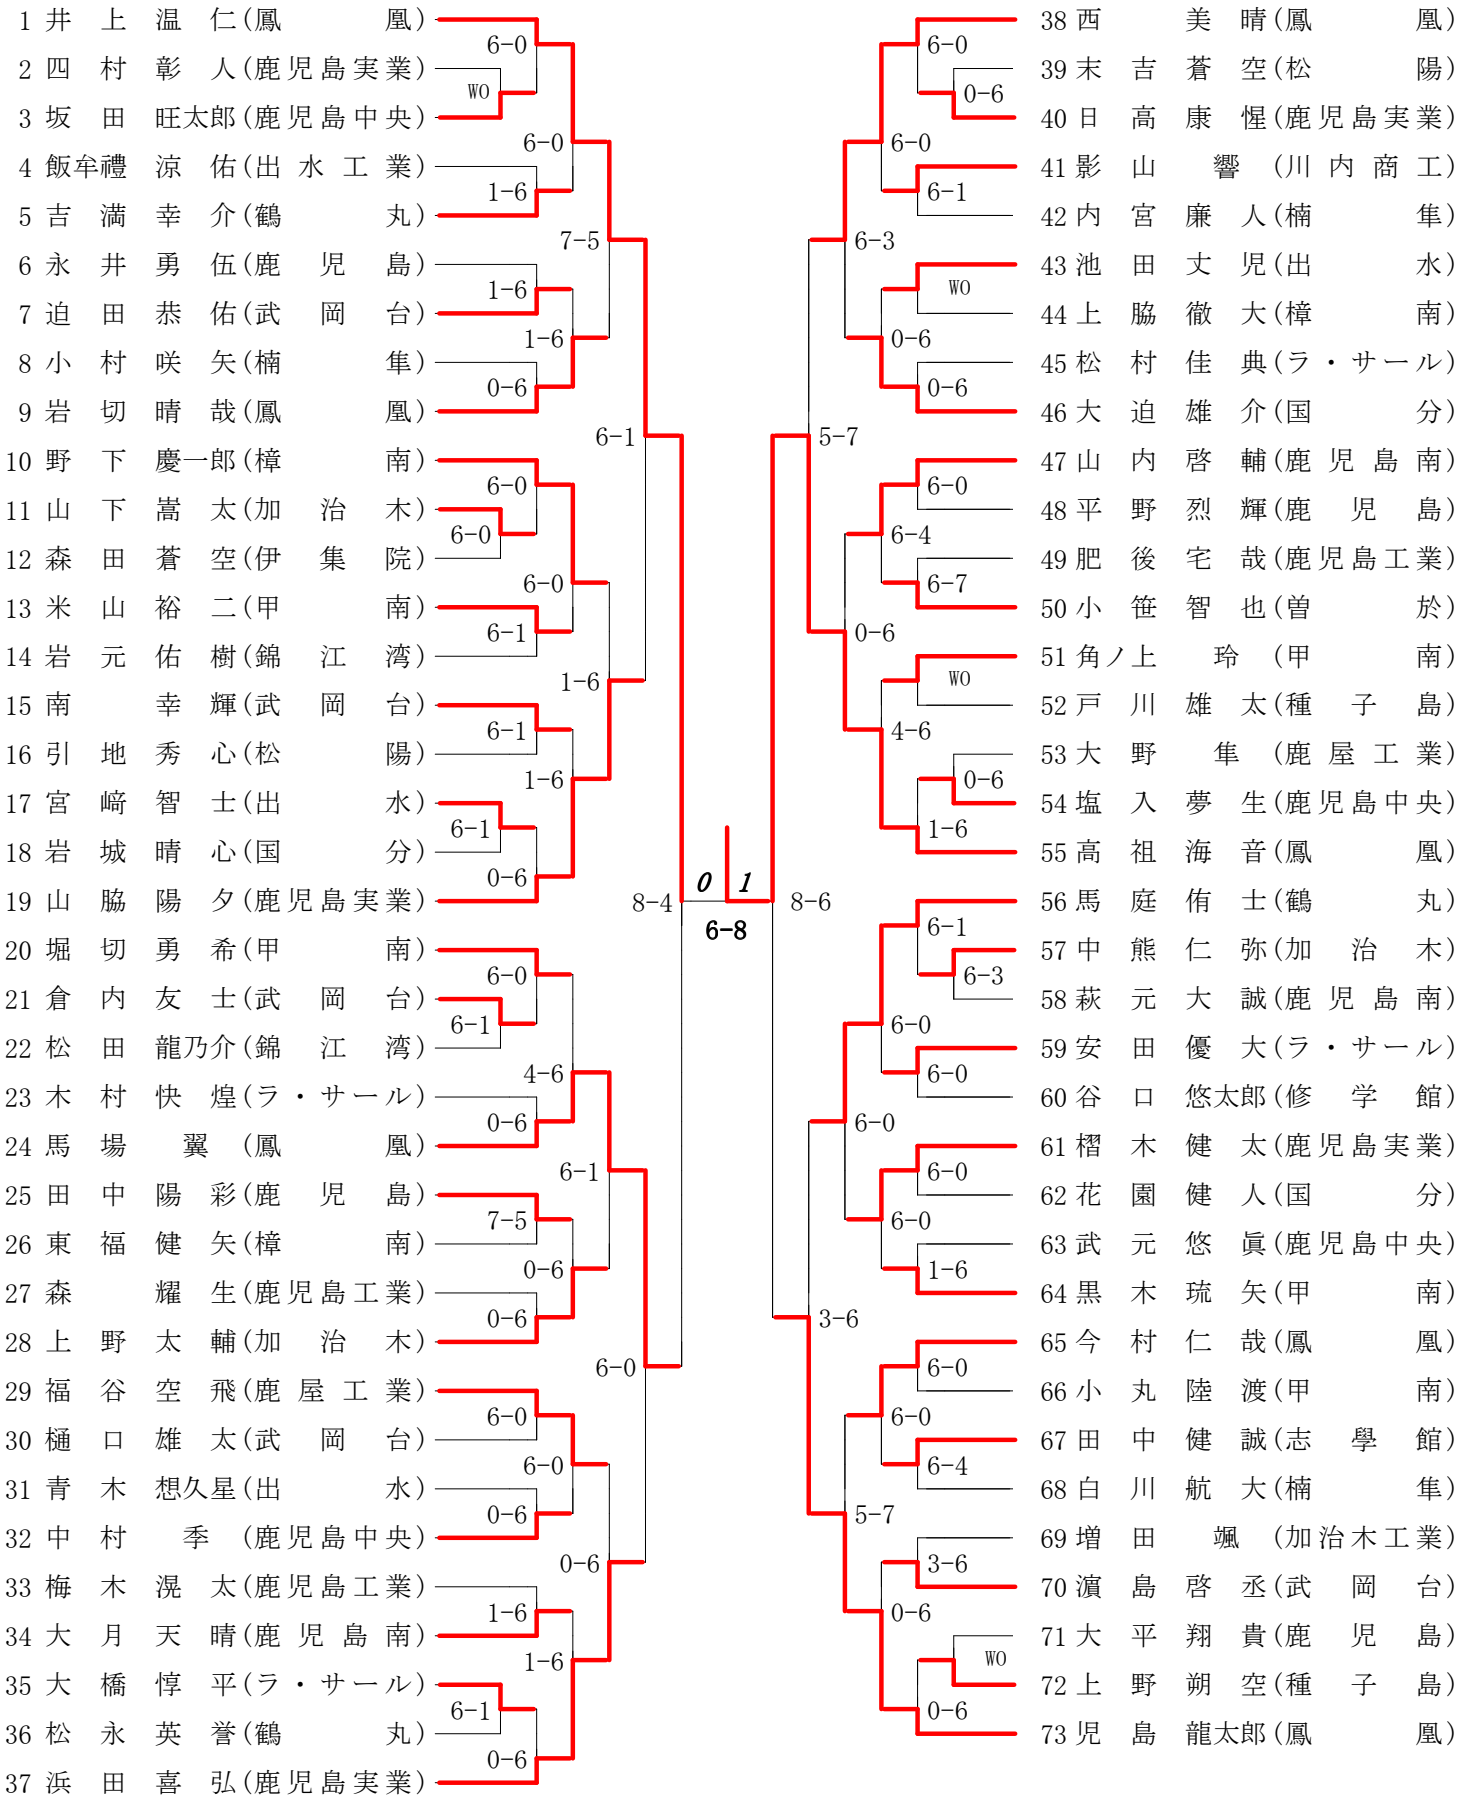 1 井上温仁(鳳凰)
2 四村彰人(鹿児島実業)
3 坂田旺太郎(鹿児島中央)
4 飯牟禮涼佑(出水工業)
5 吉満幸介(鶴丸)
6 永井勇伍(鹿児島)
7 迫田恭佑(武岡台)
8 小村咲矢(楠隼)
9 岩切晴哉(鳳凰)
10 野下慶一郎(樟南)
11 山下嵩太(加治木)
12 森田蒼空(伊集院)
13 米山裕二(甲南)
14 岩元佑樹(錦江湾)
15 南幸輝(武岡台)
16 引地秀心(松陽)
17 宮﨑智士(出水)
18 岩城晴心(国分)
19 山脇陽夕(鹿児島実業)
20 堀切勇希(甲南)
21 倉内友士(武岡台)
22 松田龍乃介(錦江湾)
23 木村快煌(ラ・サール)
24 馬場翼(鳳凰)
25 田中陽彩(鹿児島)
26 東福健矢(樟南)
27 森耀生(鹿児島工業)
28 上野太輔(加治木)
29 福谷空飛(鹿屋工業)
30 樋口雄太(武岡台)
31 青木想久星(出水)
32 中村季(鹿児島中央)
33 梅木滉太(鹿児島工業)
34 大月天晴(鹿児島南)
35 大橋惇平(ラ・サール)
36 松永英誉(鶴丸)
37 浜田喜弘(鹿児島実業)
6-0
WO
6-0
1-6
7-5
1-6
1-6
0-6
6-1
6-0
6-0
6-0
6-1
1-6
6-1
1-6
6-1
0-6
8-4
6-0
6-1
4-6
0-6
6-1
7-5
0-6
0-6
6-0
6-0
6-0
0-6
0-6
1-6
1-6
6-1
0-6
0 1
6-8
38 西美晴(鳳凰)
39 末吉蒼空(松陽)
40 日高康惺(鹿児島実業)
41 影山響(川内商工)
42 内宮廉人(楠隼)
43 池田丈児(出水)
44 上脇徹大(樟南)
45 松村佳典(ラ・サール)
46 大迫雄介(国分)
47 山内啓輔(鹿児島南)
48 平野烈輝(鹿児島)
49 肥後宅哉(鹿児島工業)
50 小笹智也(曽於)
51 角ノ上玲(甲南)
52 戸川雄太(種子島)
53 大野隼(鹿屋工業)
54 塩入夢生(鹿児島中央)
55 高祖海音(鳳凰)
56 馬庭侑士(鶴丸)
57 中熊仁弥(加治木)
58 萩元大誠(鹿児島南)
59 安田優大(ラ・サール)
60 谷口悠太郎(修学館)
61 槢木健太(鹿児島実業)
62 花園健人(国分)
63 武元悠眞(鹿児島中央)
64 黒木琉矢(甲南)
65 今村仁哉(鳳凰)
66 小丸陸渡(甲南)
67 田中健誠(志學館)
68 白川航大(楠隼)
69 増田颯(加治木工業)
70 濵島啓丞(武岡台)
71 大平翔貴(鹿児島)
72 上野朔空(種子島)
73 児島龍太郎(鳳凰)
6-0
0-6
6-0
6-1
6-3
WO
0-6
0-6
5-7
6-0
6-4
6-7
0-6
WO
4-6
0-6
1-6
8-6
6-1
6-3
6-0
6-0
6-0
6-0
6-0
1-6
3-6
6-0
6-0
6-4
5-7
3-6
0-6
WO
0-6